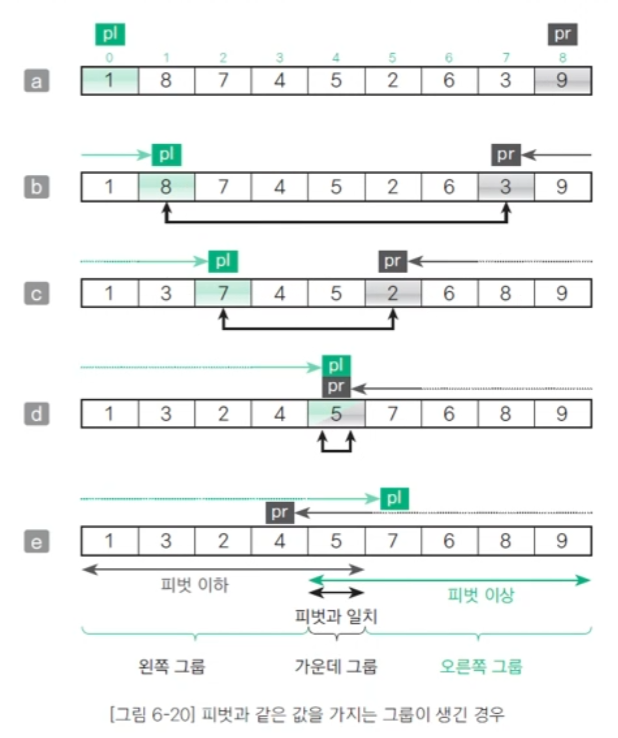 pl pr
0 1 2 3 4 5 6 7 8
a 1 8 7 4 5 2 6 3 9
pl pr
b 1 8 7 4 5 2 6 3 9
pl pr
c 1 3 7 4 5 2 6 8 9
pl
pr
d 1 3 2 4 5 7 6 8 9
pl
pr
e 1 3 2 4 5 7 6 8 9
피벗 이하 피벗 이상
피벗과 일치
왼쪽 그룹 가운데 그룹 오른쪽 그룹
[그림 6-20] 피벗과 같은 값을 가지는 그룹이 생긴 경우